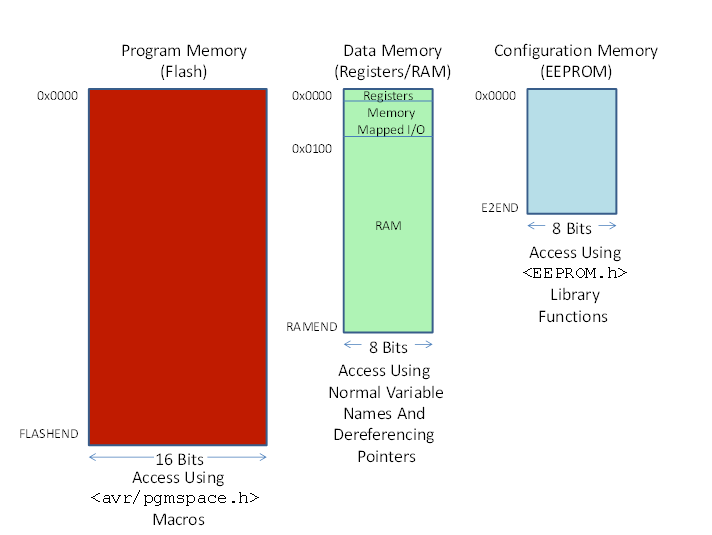 Program Memory
(Flash)
0x0000
FLASHEND
16 Bits
Access Using
<avr/pgmspace.h>
Macros
Data Memory
(Registers/RAM)
0x0000
Registers
Memory
Mapped I/O
0x0100
RAM
RAMEND
8 Bits
Access Using
Normal Variable
Names And
Dereferencing
Pointers
Configuration Memory
(EEPROM)
0x0000
E2END
8 Bits
Access Using
<EEPROM.h>
Library
Functions